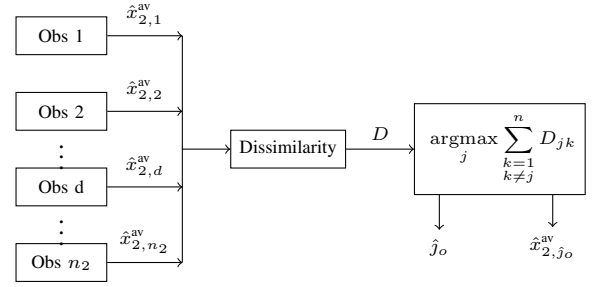 Obs 1
x̂^av_{2,1}
Obs 2
x̂^av_{2,2}
⋮
Obs d
x̂^av_{2,d}
⋮
Obs n_2
x̂^av_{2,n_2}
Dissimilarity
D
argmax_j ∑_{k=1, k≠j}^{n} D_{jk}
ĵ_o
x̂^av_{2,ĵ_o}